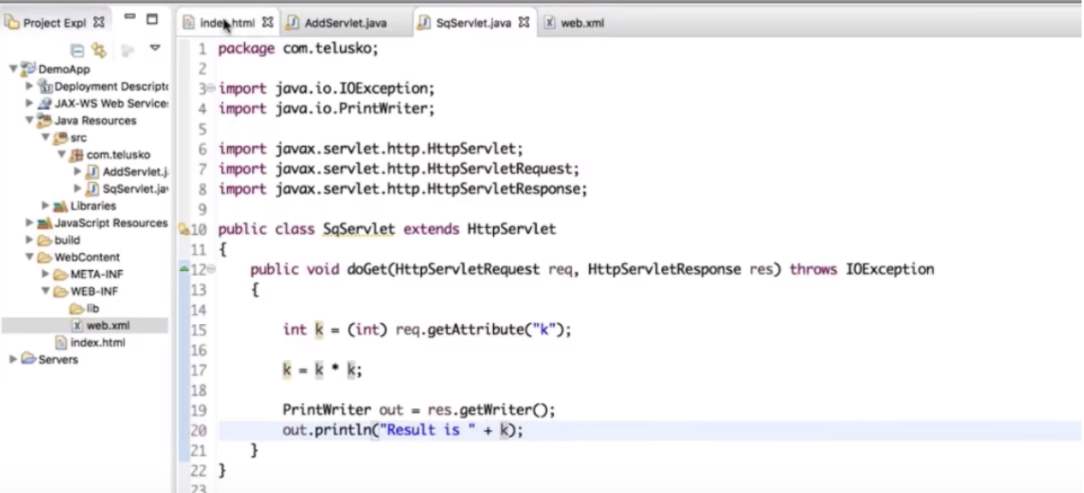 Project Expl
index.html AddServlet.java SqServlet.java web.xml
DemoApp
Deployment Descripto
JAX-WS Web Services
Java Resources
src
com.telusko
AddServlet.j
SqServlet.jav
Libraries
JavaScript Resources
build
WebContent
META-INF
WEB-INF
lib
web.xml
index.html
Servers
1 package com.telusko;
2
3 import java.io.IOException;
4 import java.io.PrintWriter;
5
6 import javax.servlet.http.HttpServlet;
7 import javax.servlet.http.HttpServletRequest;
8 import javax.servlet.http.HttpServletResponse;
9
10 public class SqServlet extends HttpServlet
11 {
12 public void doGet(HttpServletRequest req, HttpServletResponse res) throws IOException
13 {
14
15 int k = (int) req.getAttribute("k");
16
17 k = k * k;
18
19 PrintWriter out = res.getWriter();
20 out.println("Result is " + k);
21 }
22 }
23